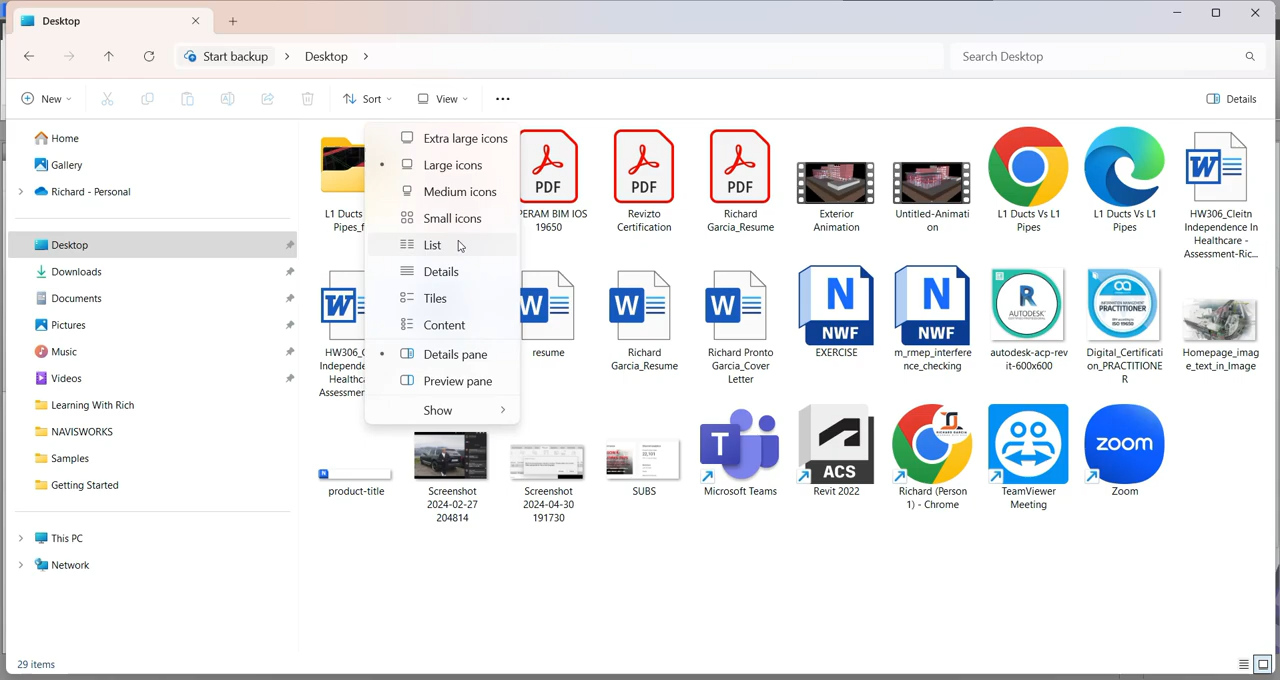 Desktop
Start backup
Desktop
Search Desktop
New
Sort
View
Details
Home
Gallery
Richard - Personal
Desktop
Downloads
Documents
Pictures
Music
Videos
Learning With Rich
NAVISWORKS
Samples
Getting Started
This PC
Network
Extra large icons
Large icons
Medium icons
Small icons
List
Details
Tiles
Content
Details pane
Preview pane
Show
L1 Ducts
Pipes_f
PDF
PERAM BIM IOS
19650
PDF
Revizto
Certification
PDF
Richard
Garcia_Resume
Exterior
Animation
Untitled-Animati
on
L1 Ducts Vs L1
Pipes
L1 Ducts Vs L1
Pipes
W
HW306_Cleitn
Independence In
Healthcare -
Assessment-Ric...
W
HW306_C
Independe
Healthc
Assessmen
W
resume
W
Richard
Garcia_Resume
W
Richard Pronto
Garcia_Cover
Letter
N
NWF
EXERCISE
N
NWF
m_rmep_interfere
nce_checking
R
AUTODESK
autodesk-acp-rev
it-600x600
PRACTITIONER
Digital_Certificati
on_PRACTITIONE
R
Homepage_imag
e_text_in_Image
product-title
Screenshot
2024-02-27
204814
Screenshot
2024-04-30
191730
SUBS
T
Microsoft Teams
ACS
Revit 2022
Richard (Person
1) - Chrome
TeamViewer
Meeting
zoom
Zoom
29 items